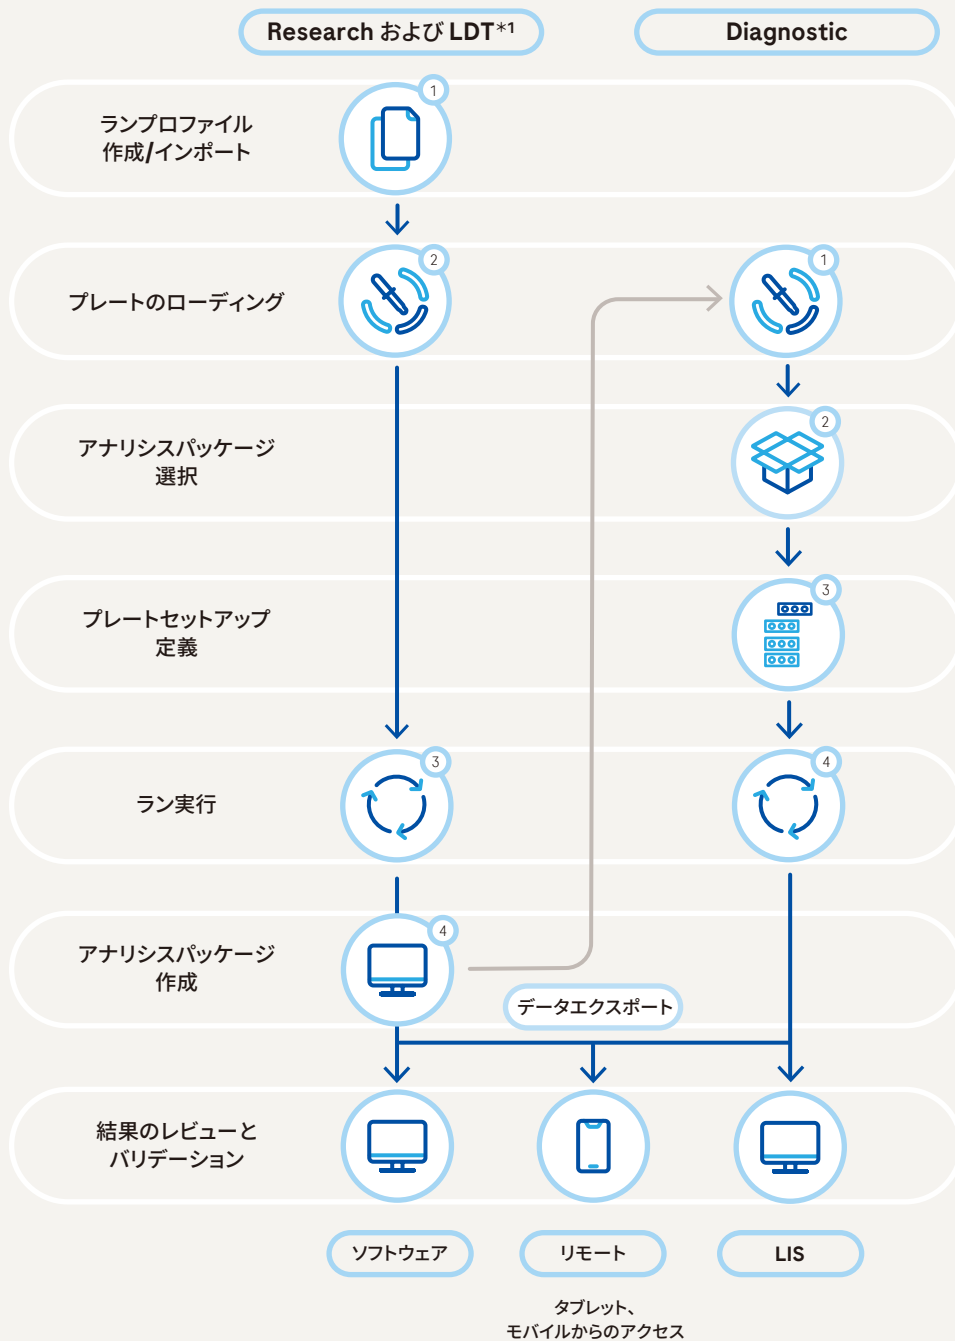 Research および LDT*1
Diagnostic
1
ランプロファイル
作成/インポート
2
1
プレートのローディング
2
アナリシスパッケージ
選択
3
プレートセットアップ
定義
3
4
ラン実行
4
アナリシスパッケージ
作成
データエクスポート
結果のレビューと
バリデーション
ソフトウェア
リモート
LIS
タブレット、
モバイルからのアクセス